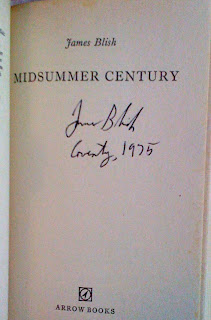 James Blish
MIDSUMMER CENTURY
James Blish
Coventry, 1975
ARROW BOOKS